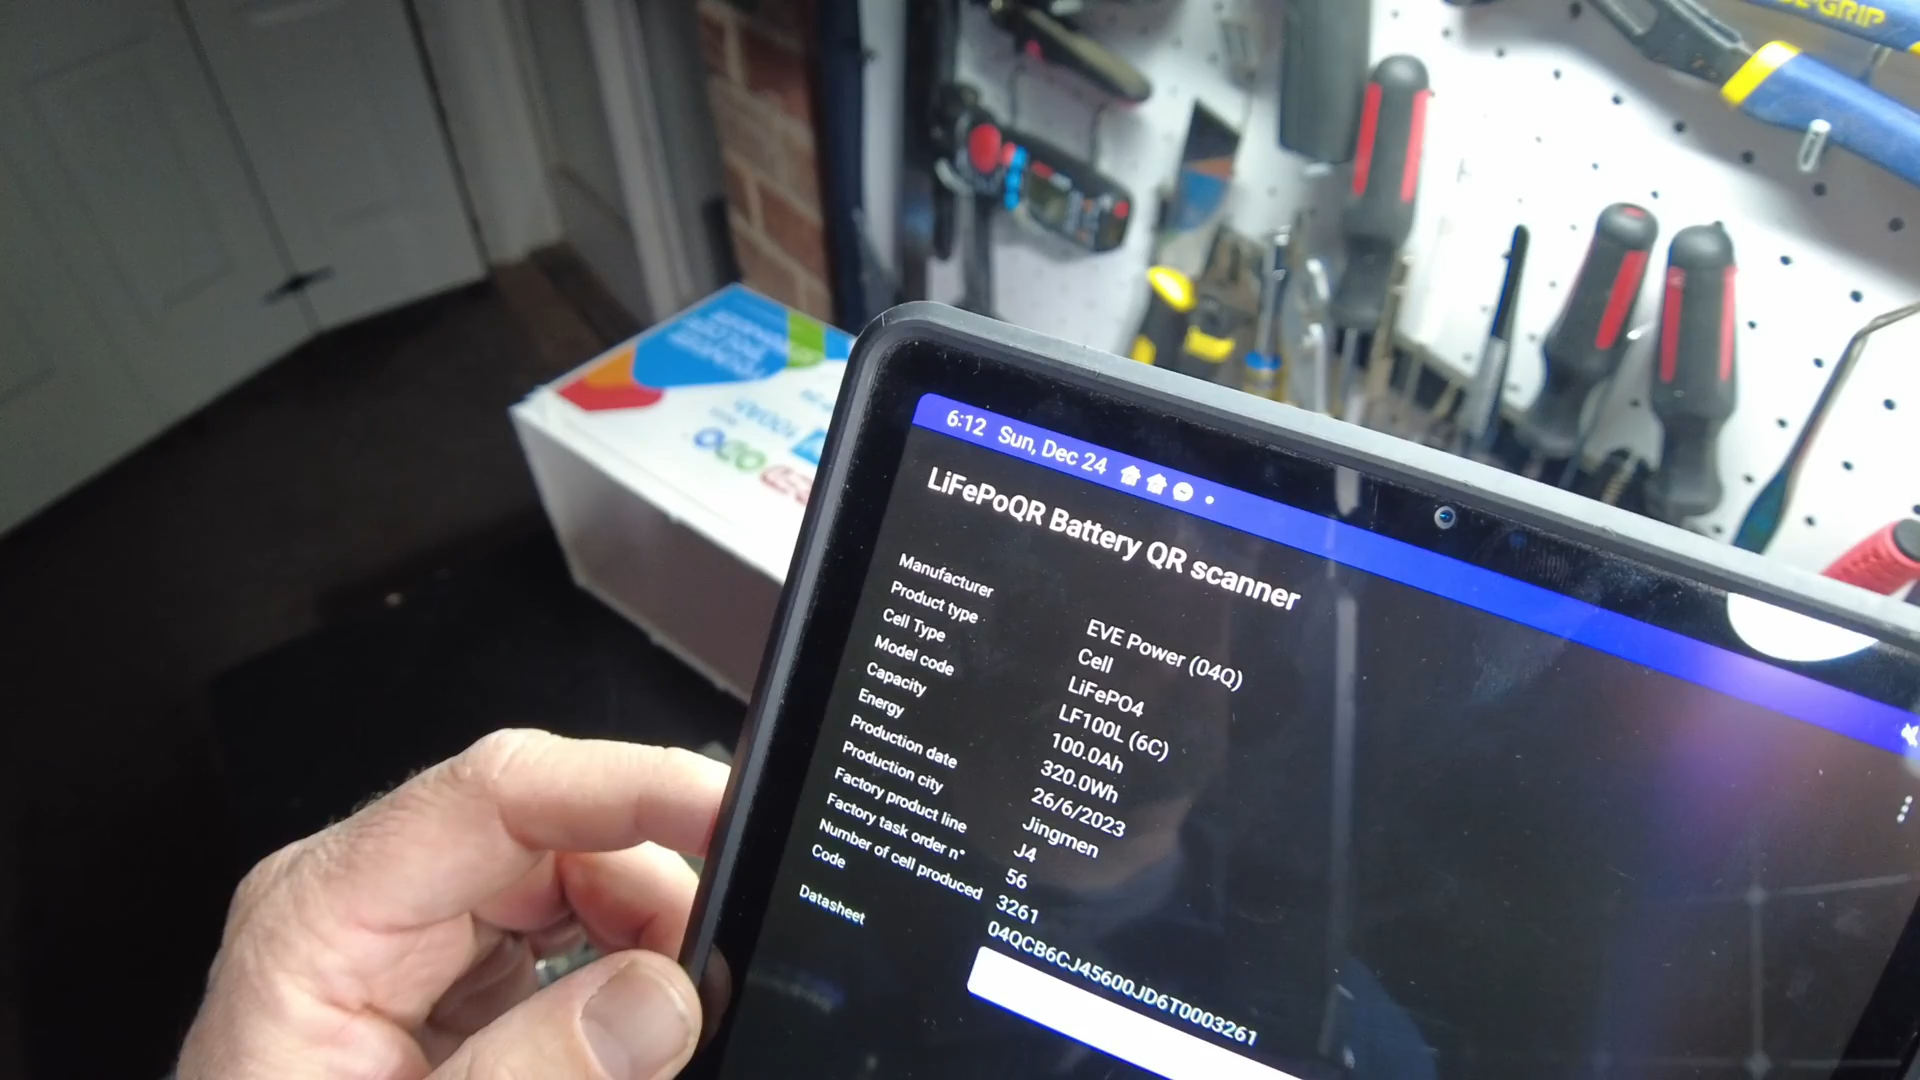 E-GRIP
6:12 Sun, Dec 24
LiFePoQR Battery QR scanner
Manufacturer EVE Power (04Q)
Product type Cell
Cell Type LiFePO4
Model code LF100L (6C)
Capacity 100.0Ah
Energy 320.0Wh
Production date 26/6/2023
Production city Jingmen
Factory product line J4
Factory task order n° 56
Number of cell produced 3261
Code 04QCB6CJ45600JD6T0003261
Datasheet